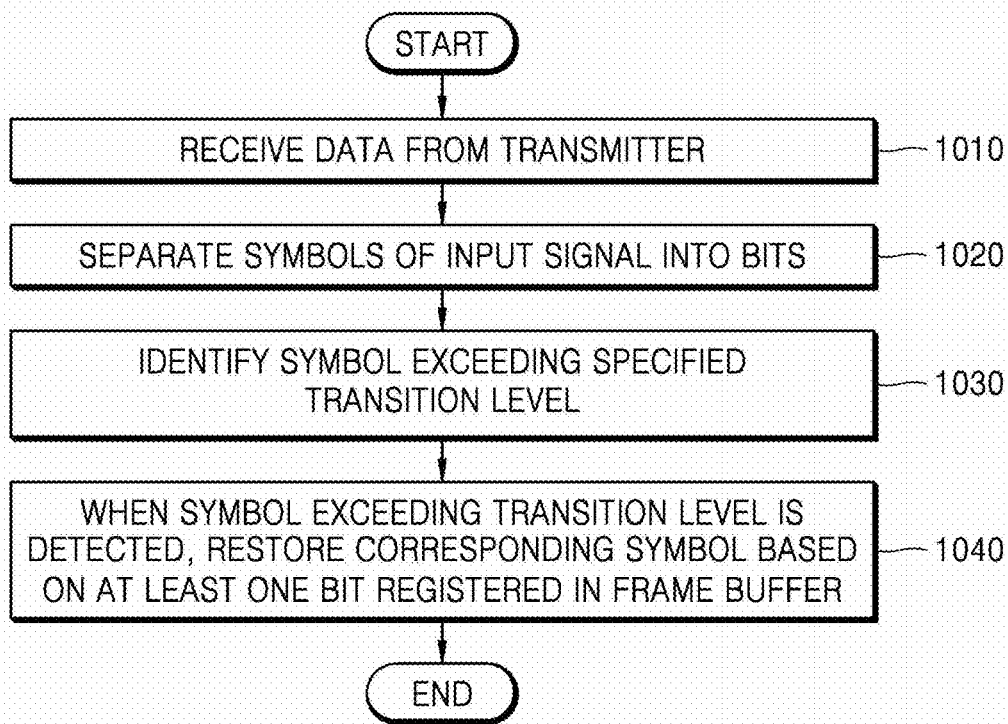 START
RECEIVE DATA FROM TRANSMITTER
1010
SEPARATE SYMBOLS OF INPUT SIGNAL INTO BITS
1020
IDENTIFY SYMBOL EXCEEDING SPECIFIED
TRANSITION LEVEL
1030
WHEN SYMBOL EXCEEDING TRANSITION LEVEL IS
DETECTED, RESTORE CORRESPONDING SYMBOL BASED
ON AT LEAST ONE BIT REGISTERED IN FRAME BUFFER
1040
END